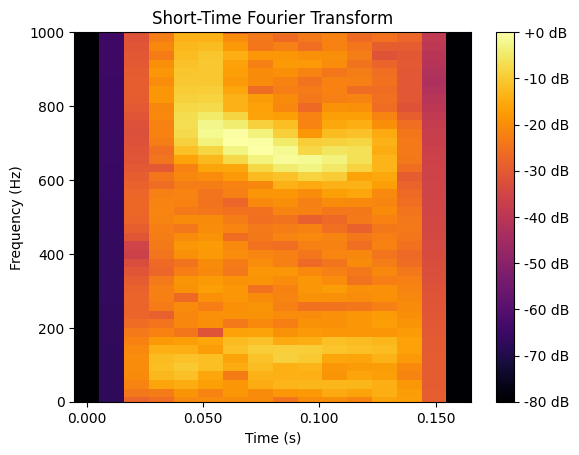 Short-Time Fourier Transform
1000
800
600
400
200
0
Frequency (Hz)
0.000
0.050
0.100
0.150
Time (s)
+0 dB
-10 dB
-20 dB
-30 dB
-40 dB
-50 dB
-60 dB
-70 dB
-80 dB